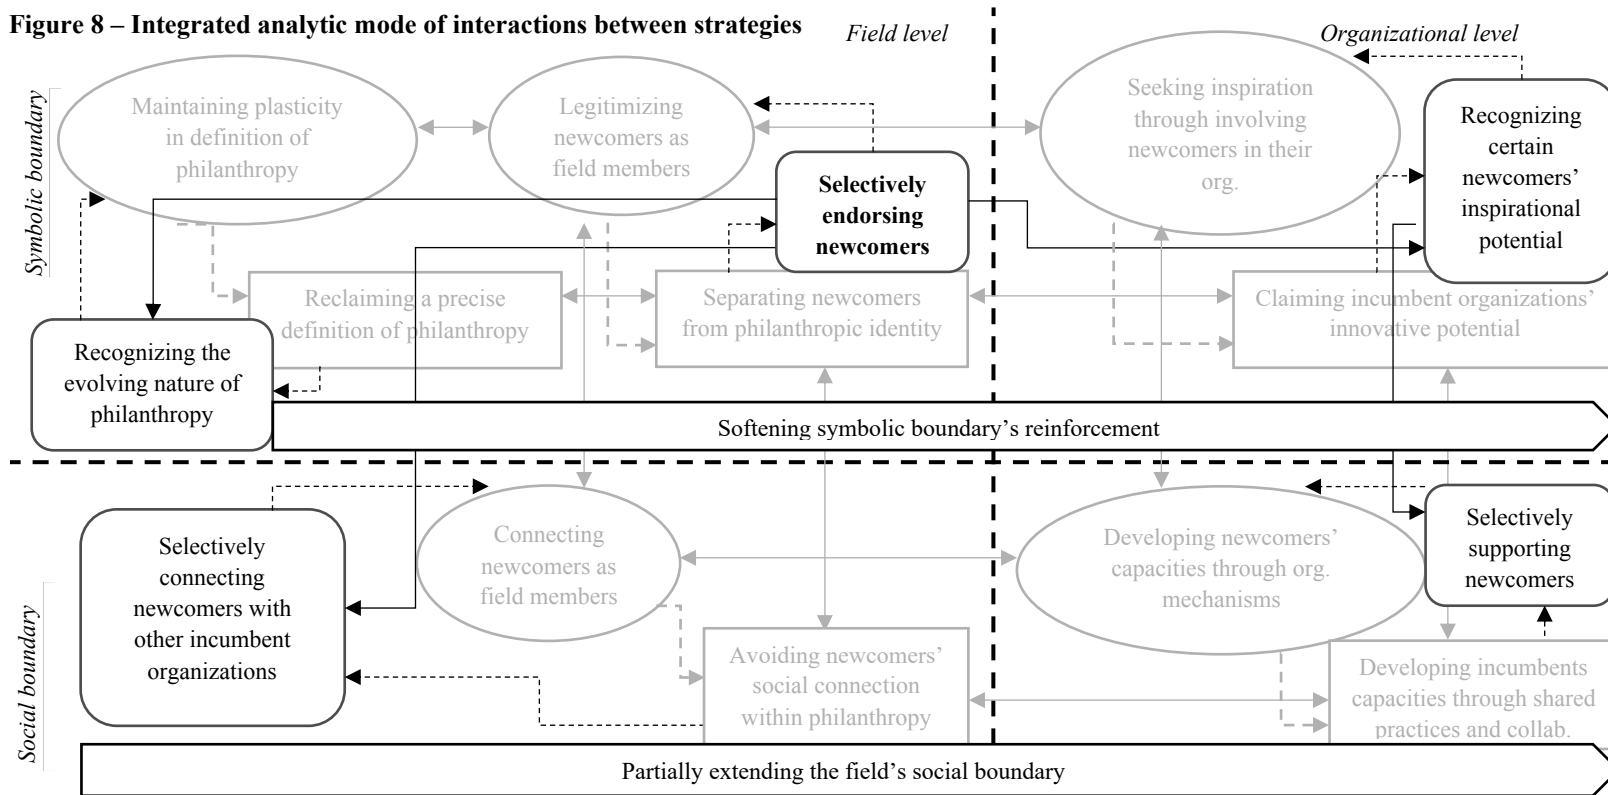 Figure 8 – Integrated analytic mode of interactions between strategies
Field level
Organizational level
Symbolic boundary
Maintaining plasticity
in definition of
philanthropy
Legitimizing
newcomers as
field members
Seeking inspiration
through involving
newcomers in their
org.
Recognizing
certain
newcomers’
inspirational
potential
Selectively
endorsing
newcomers
Reclaiming a precise
definition of philanthropy
Separating newcomers
from philanthropic identity
Claiming incumbent organizations’
innovative potential
Recognizing the
evolving nature of
philanthropy
Softening symbolic boundary’s reinforcement
Social boundary
Selectively
connecting
newcomers with
other incumbent
organizations
Connecting
newcomers as
field members
Developing newcomers’
capacities through org.
mechanisms
Selectively
supporting
newcomers
Avoiding newcomers’
social connection
within philanthropy
Developing incumbents
capacities through shared
practices and collab.
Partially extending the field’s social boundary